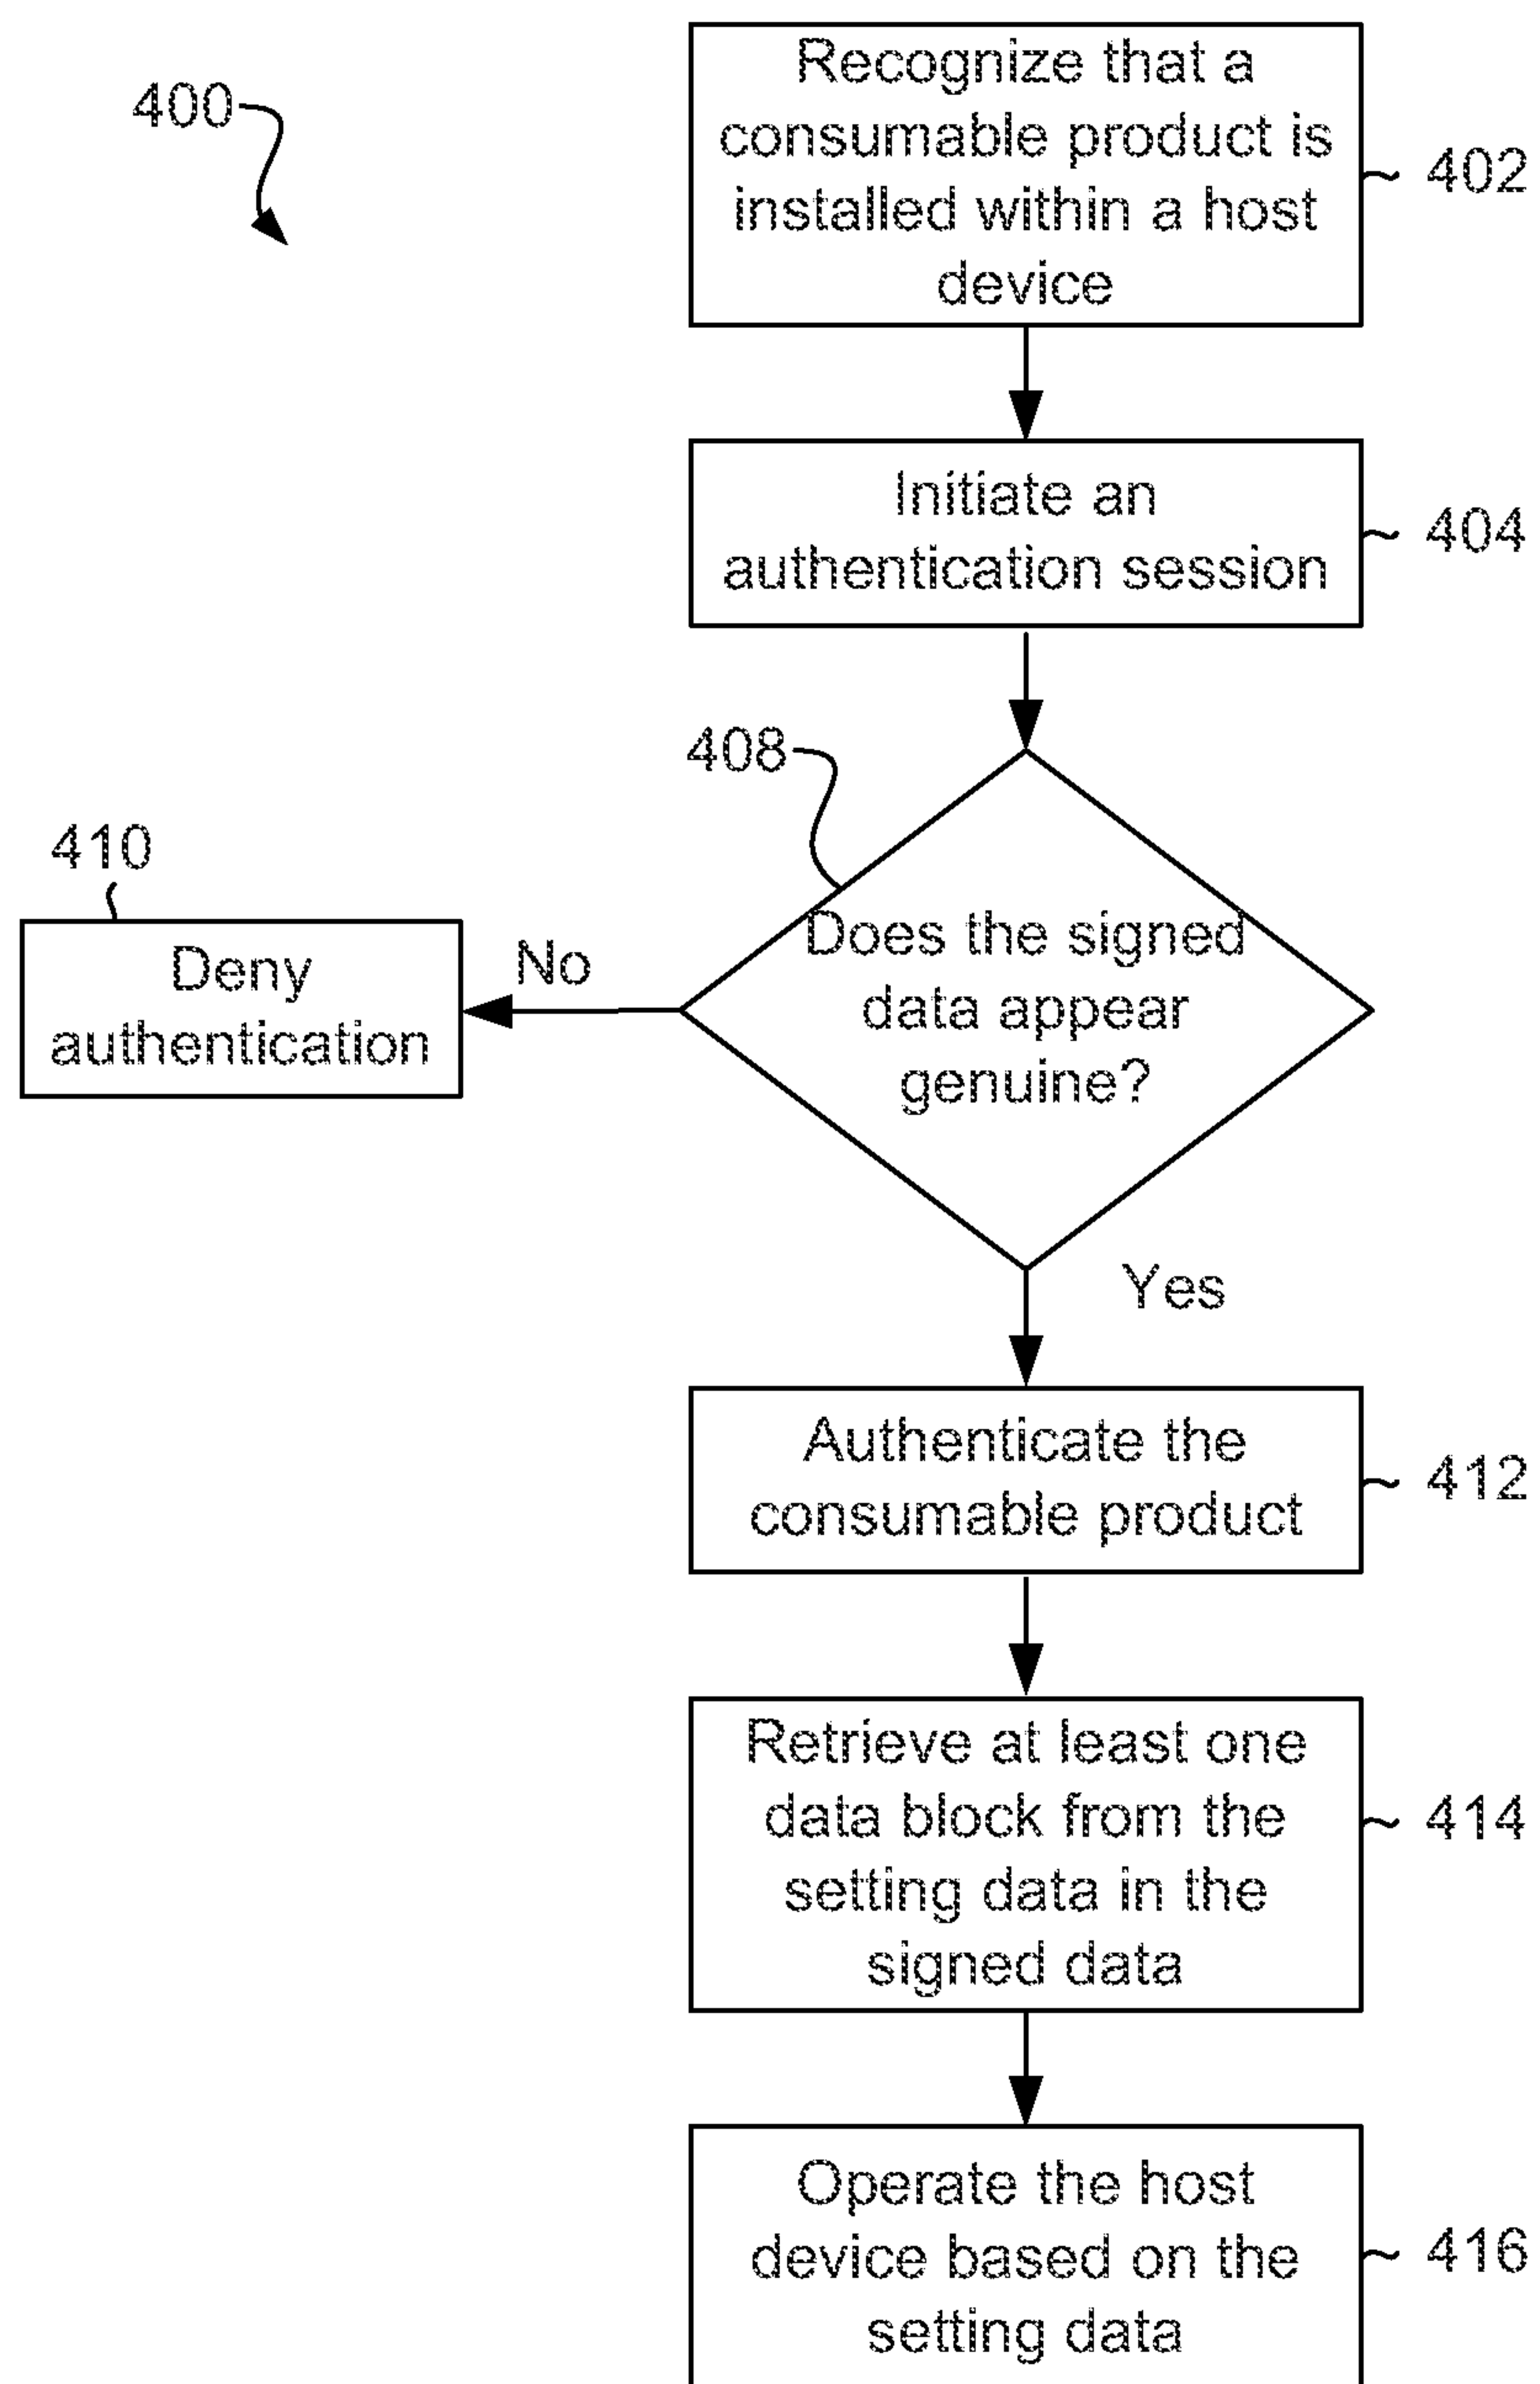 400
Recognize that a
consumable product is
installed within a host
device
402
Initiate an
authentication session
404
408
Does the signed
data appear
genuine?
No
410
Deny
authentication
Yes
Authenticate the
consumable product
412
Retrieve at least one
data block from the
setting data in the
signed data
414
Operate the host
device based on the
setting data
416